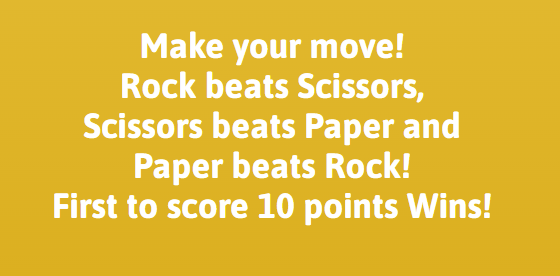 Make your move!
Rock beats Scissors,
Scissors beats Paper and
Paper beats Rock!
First to score 10 points Wins!